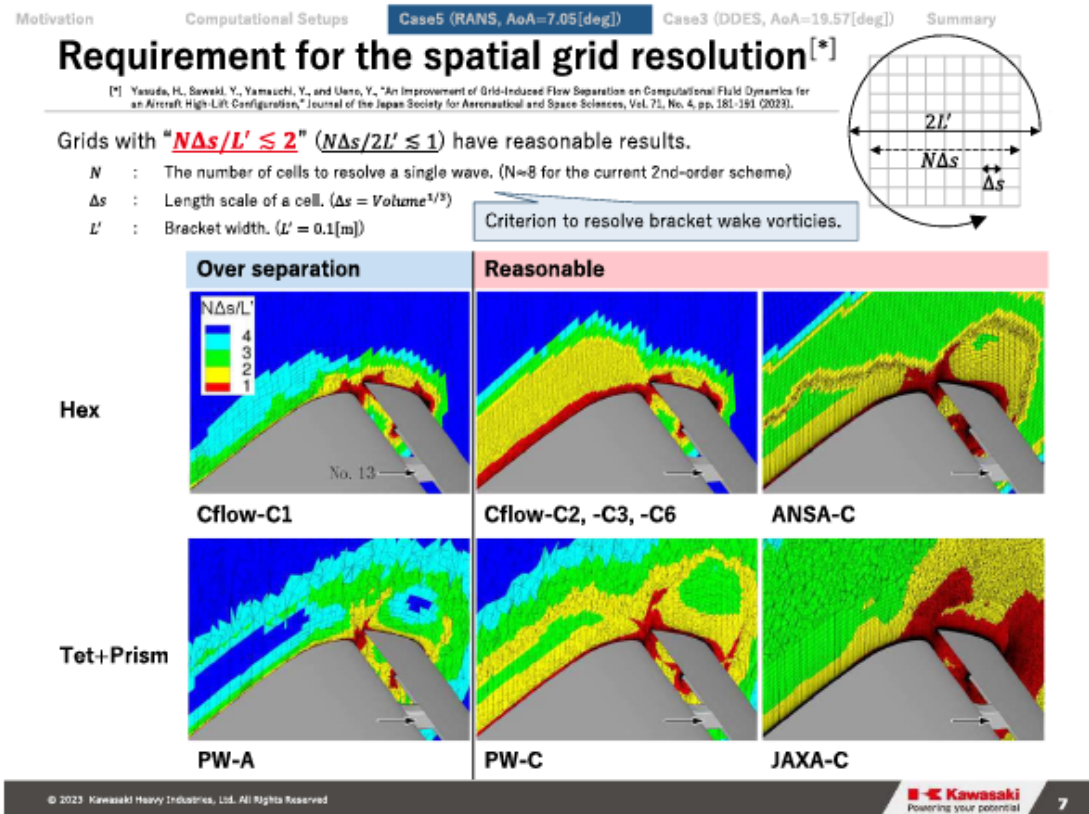 Motivation
Computational Setups
Case5 (RANS, AoA=7.05[deg])
Case3 (DDES, AoA=19.57[deg])
Summary
Requirement for the spatial grid resolution[*]
[*] Yasuda, H., Sawaki, Y., Yamauchi, Y., and Ueno, Y., "An Improvement of Grid-Induced Flow Separation on Computational Fluid Dynamics for
an Aircraft High-Lift Configuration," Journal of the Japan Society for Aeronautical and Space Sciences, Vol. 71, No. 4, pp. 181-191 (2023).
2L′
NΔs
Δs
Grids with "NΔs/L′ ≲ 2" (NΔs/2L′ ≲ 1) have reasonable results.
N : The number of cells to resolve a single wave. (N≈8 for the current 2nd-order scheme)
Δs : Length scale of a cell. (Δs = Volume^1/3)
L′ : Bracket width. (L′ = 0.1[m])
Criterion to resolve bracket wake vorticies.
Over separation
Reasonable
NΔs/L′
4
3
2
1
Hex
No. 13
Cflow-C1
Cflow-C2, -C3, -C6
ANSA-C
Tet+Prism
PW-A
PW-C
JAXA-C
© 2023 Kawasaki Heavy Industries, Ltd. All Rights Reserved
Kawasaki
Powering your potential
7